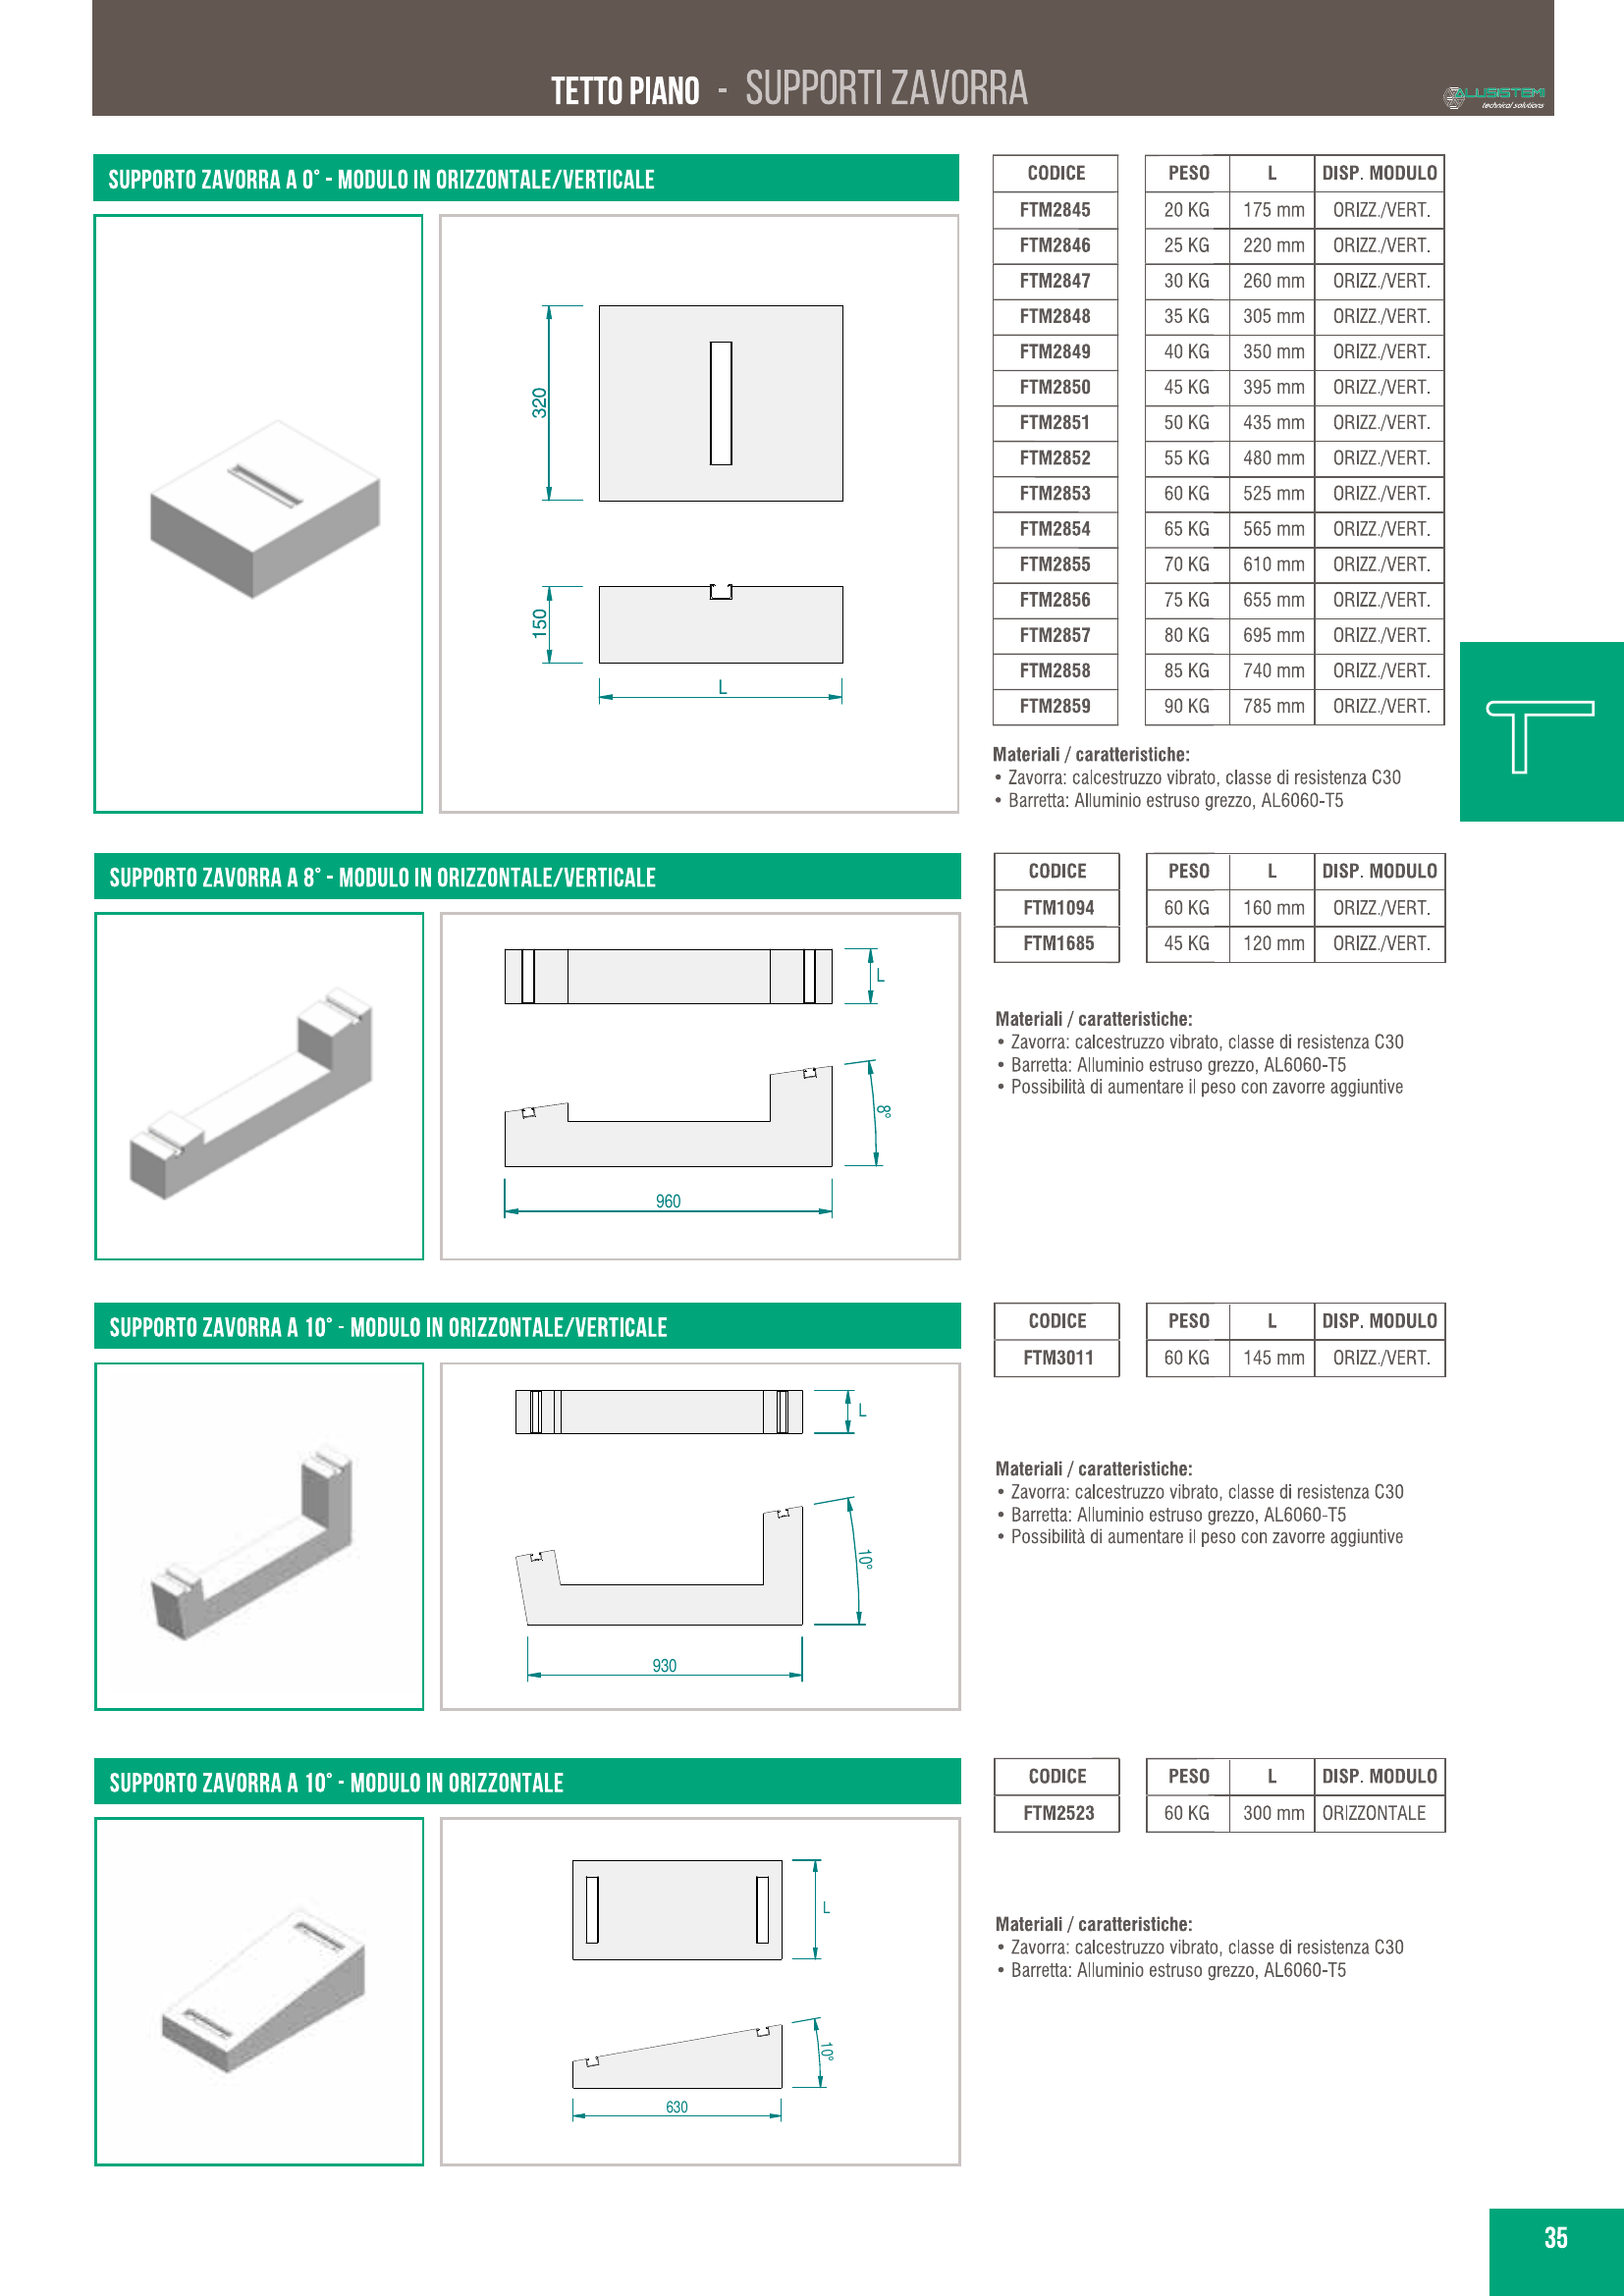 TETTO PIANO - SUPPORTI ZAVORRA
ALUSISTEMI
technical solutions
SUPPORTO ZAVORRA A 0° - MODULO IN ORIZZONTALE/VERTICALE
320
150
L
CODICE PESO L DISP. MODULO
FTM2845 20 KG 175 mm ORIZZ./VERT.
FTM2846 25 KG 220 mm ORIZZ./VERT.
FTM2847 30 KG 260 mm ORIZZ./VERT.
FTM2848 35 KG 305 mm ORIZZ./VERT.
FTM2849 40 KG 350 mm ORIZZ./VERT.
FTM2850 45 KG 395 mm ORIZZ./VERT.
FTM2851 50 KG 435 mm ORIZZ./VERT.
FTM2852 55 KG 480 mm ORIZZ./VERT.
FTM2853 60 KG 525 mm ORIZZ./VERT.
FTM2854 65 KG 565 mm ORIZZ./VERT.
FTM2855 70 KG 610 mm ORIZZ./VERT.
FTM2856 75 KG 655 mm ORIZZ./VERT.
FTM2857 80 KG 695 mm ORIZZ./VERT.
FTM2858 85 KG 740 mm ORIZZ./VERT.
FTM2859 90 KG 785 mm ORIZZ./VERT.
Materiali / caratteristiche:
• Zavorra: calcestruzzo vibrato, classe di resistenza C30
• Barretta: Alluminio estruso grezzo, AL6060-T5
SUPPORTO ZAVORRA A 8° - MODULO IN ORIZZONTALE/VERTICALE
L
8°
960
CODICE PESO L DISP. MODULO
FTM1094 60 KG 160 mm ORIZZ./VERT.
FTM1685 45 KG 120 mm ORIZZ./VERT.
Materiali / caratteristiche:
• Zavorra: calcestruzzo vibrato, classe di resistenza C30
• Barretta: Alluminio estruso grezzo, AL6060-T5
• Possibilità di aumentare il peso con zavorre aggiuntive
SUPPORTO ZAVORRA A 10° - MODULO IN ORIZZONTALE/VERTICALE
L
10°
930
CODICE PESO L DISP. MODULO
FTM3011 60 KG 145 mm ORIZZ./VERT.
Materiali / caratteristiche:
• Zavorra: calcestruzzo vibrato, classe di resistenza C30
• Barretta: Alluminio estruso grezzo, AL6060-T5
• Possibilità di aumentare il peso con zavorre aggiuntive
SUPPORTO ZAVORRA A 10° - MODULO IN ORIZZONTALE
L
10°
630
CODICE PESO L DISP. MODULO
FTM2523 60 KG 300 mm ORIZZONTALE
Materiali / caratteristiche:
• Zavorra: calcestruzzo vibrato, classe di resistenza C30
• Barretta: Alluminio estruso grezzo, AL6060-T5
35